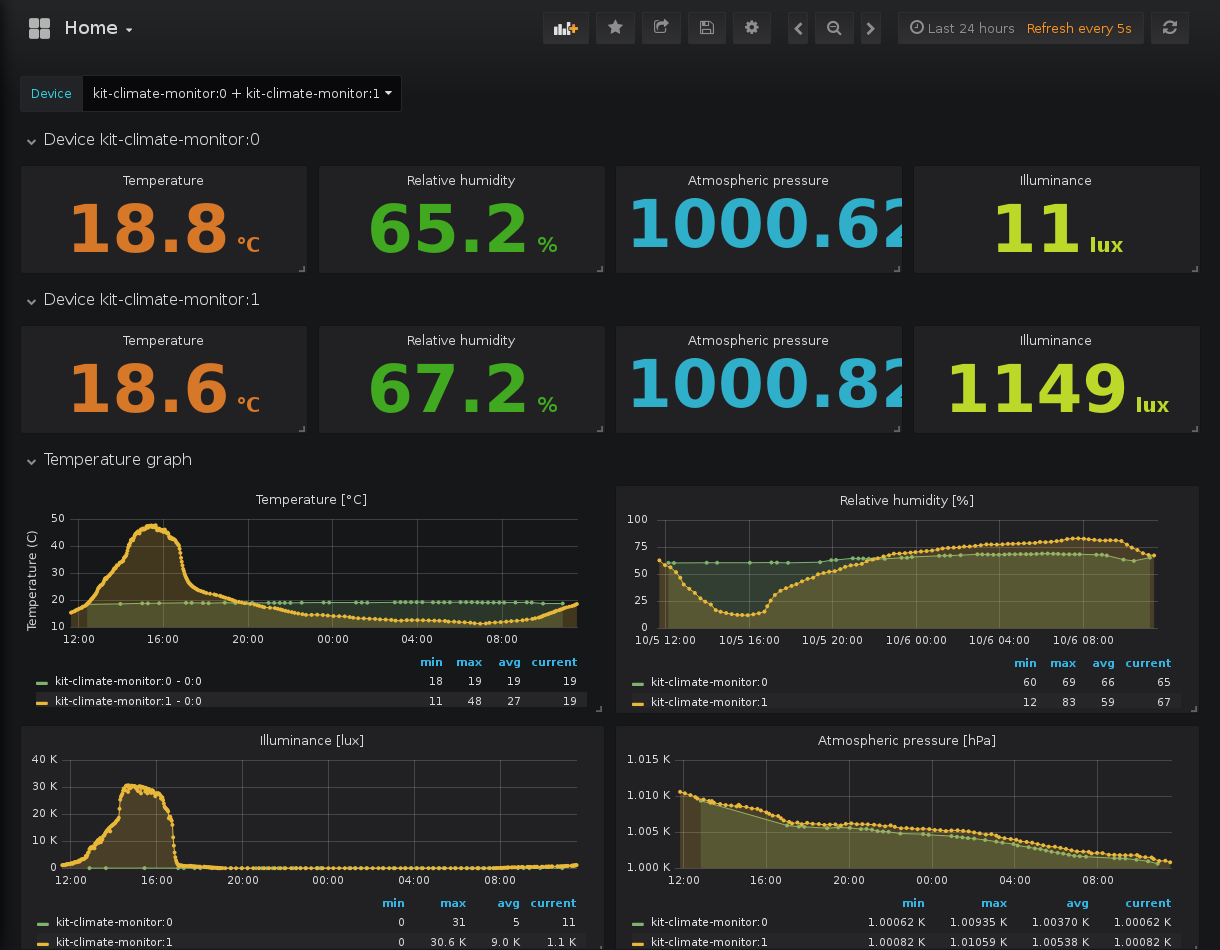 Home
Last 24 hours Refresh every 5s
Device kit-climate-monitor:0 + kit-climate-monitor:1
Device kit-climate-monitor:0
Temperature Relative humidity Atmospheric pressure Illuminance
18.8 °C 65.2 % 1000.62 11 lux
Device kit-climate-monitor:1
Temperature Relative humidity Atmospheric pressure Illuminance
18.6 °C 67.2 % 1000.82 1149 lux
Temperature graph
Temperature [°C]
Temperature (C)
50
40
30
20
10
12:00 16:00 20:00 00:00 04:00 08:00
min max avg current
kit-climate-monitor:0 - 0:0 18 19 19 19
kit-climate-monitor:1 - 0:0 11 48 27 19
Relative humidity [%]
100
75
50
25
0
10/5 12:00 10/5 16:00 10/5 20:00 10/6 00:00 10/6 04:00 10/6 08:00
min max avg current
kit-climate-monitor:0 60 69 66 65
kit-climate-monitor:1 12 83 59 67
Illuminance [lux]
40 K
30 K
20 K
10 K
0
12:00 16:00 20:00 00:00 04:00 08:00
min max avg current
kit-climate-monitor:0 0 31 5 11
kit-climate-monitor:1 0 30.6 K 9.0 K 1.1 K
Atmospheric pressure [hPa]
1.015 K
1.010 K
1.005 K
1.000 K
12:00 16:00 20:00 00:00 04:00 08:00
min max avg current
kit-climate-monitor:0 1.00062 K 1.00935 K 1.00370 K 1.00062 K
kit-climate-monitor:1 1.00082 K 1.01059 K 1.00538 K 1.00082 K